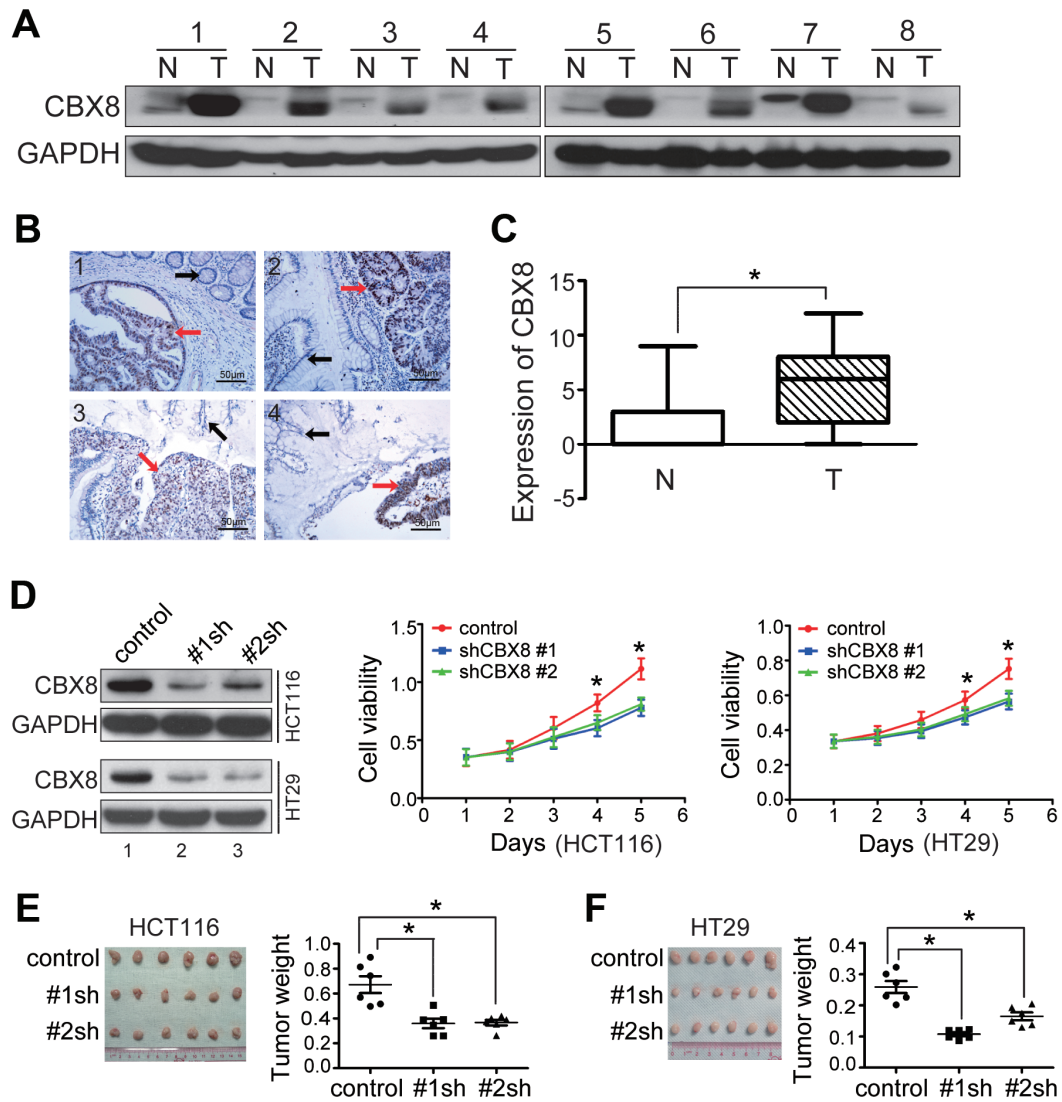 A
1 2 3 4 5 6 7 8
N T N T N T N T N T N T N T N T
CBX8
GAPDH
B
1
50μm
2
50μm
3
50μm
4
50μm
C
Expression of CBX8
15
10
5
0
-5
*
N T
D
control #1sh #2sh
CBX8
GAPDH
HCT116
CBX8
GAPDH
HT29
1 2 3
Cell viability
1.5
1.0
0.5
0.0
control
shCBX8 #1
shCBX8 #2
* *
0 1 2 3 4 5 6
Days (HCT116)
Cell viability
1.0
0.8
0.6
0.4
0.2
0.0
control
shCBX8 #1
shCBX8 #2
* *
0 1 2 3 4 5 6
Days (HT29)
E
HCT116
control
#1sh
#2sh
Tumor weight
1.0
0.8
0.6
0.4
0.2
0.0
*
*
control #1sh #2sh
F
HT29
control
#1sh
#2sh
Tumor weight
0.4
0.3
0.2
0.1
0.0
*
*
control #1sh #2sh